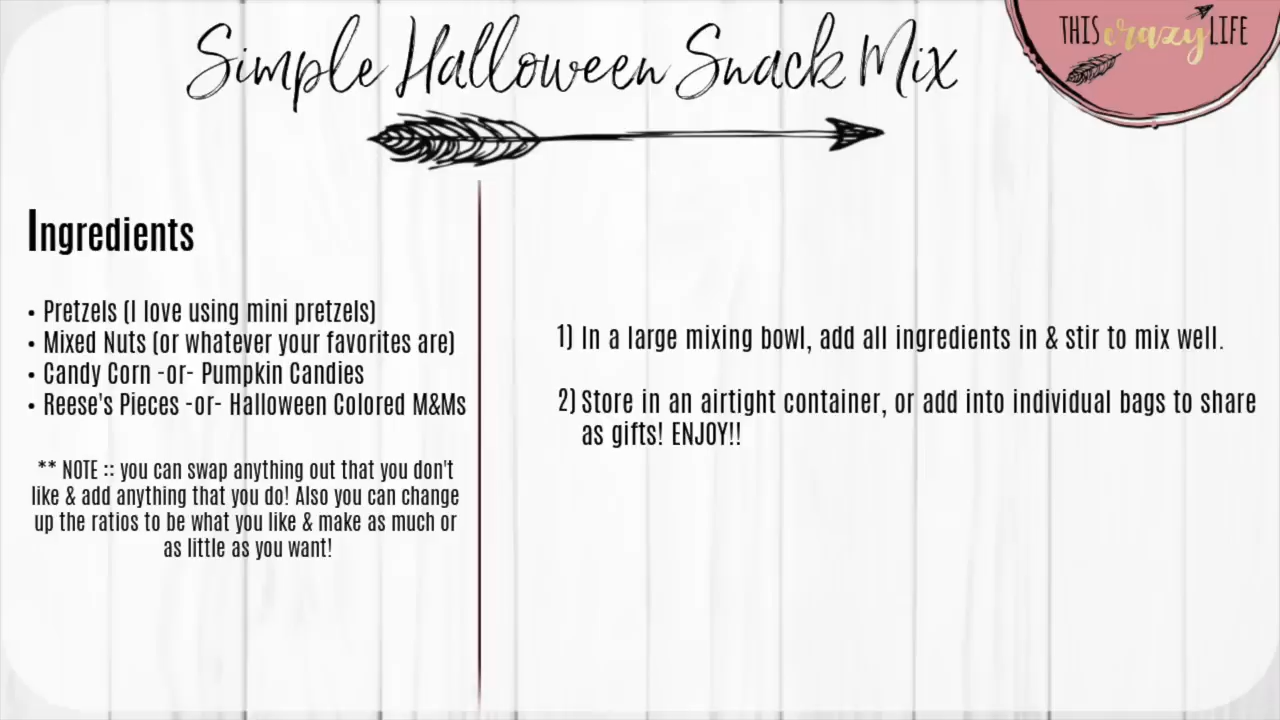 Simple Halloween Snack Mix
THIS crazy LIFE
Ingredients
• Pretzels (I love using mini pretzels)
• Mixed Nuts (or whatever your favorites are)
• Candy Corn -or- Pumpkin Candies
• Reese's Pieces -or- Halloween Colored M&Ms
** NOTE :: you can swap anything out that you don't
like & add anything that you do! Also you can change
up the ratios to be what you like & make as much or
as little as you want!
1) In a large mixing bowl, add all ingredients in & stir to mix well.
2) Store in an airtight container, or add into individual bags to share
as gifts! ENJOY!!